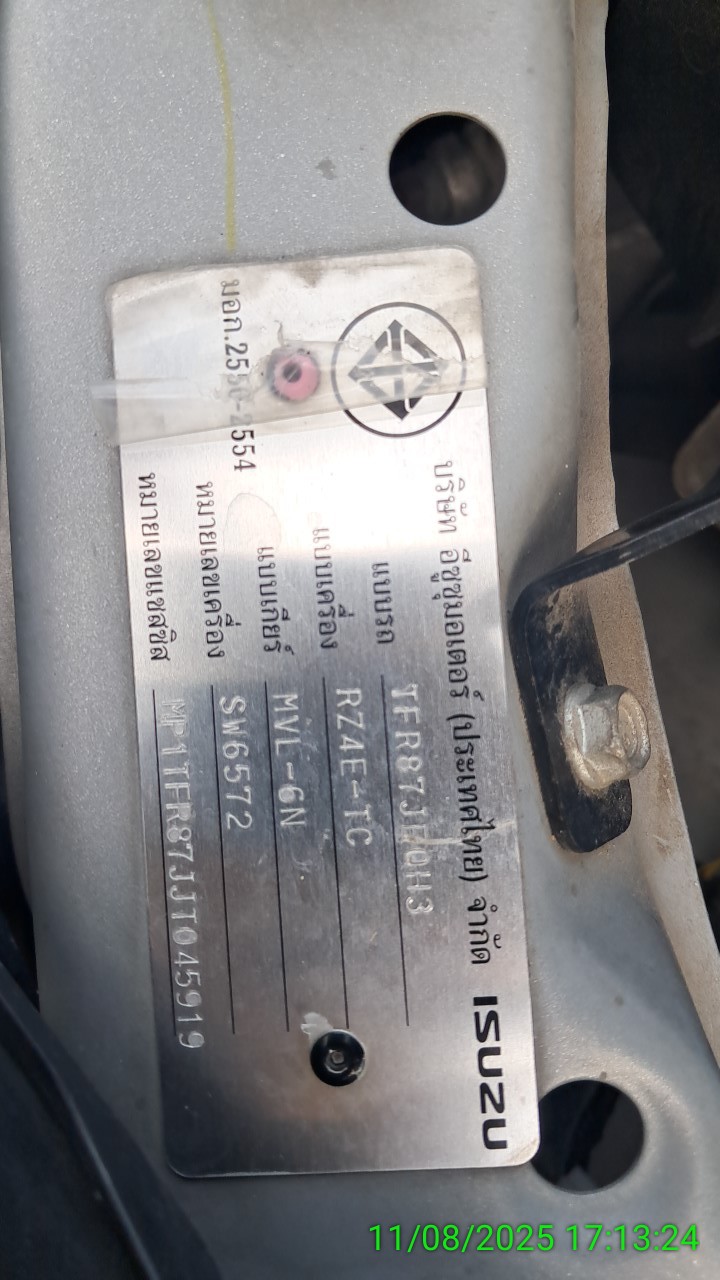 บริษัท อีซูซุมอเตอร์ (ประเทศไทย) จำกัด ISUZU
แบบรถ TFR87JE0H3
แบบเครื่อง RZ4E-TC
แบบเกียร์ MVL-6N
หมายเลขเครื่อง SW6572
หมายเลขแชสซิส MP1TFR87JJT045919
มอก.2550-2554
11/08/2025 17:13:24